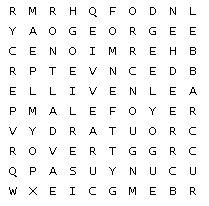 R M R H Q F O D N L
Y A O G E O R G E E
C E N O I M R E H B
R P T E V N C E D B
E L L I V E N L E A
P M A L E F O Y E R
V Y D R A T U O R C
R O V E R T G G R C
Q P A S U Y N U C U
W X E I C G M E B R